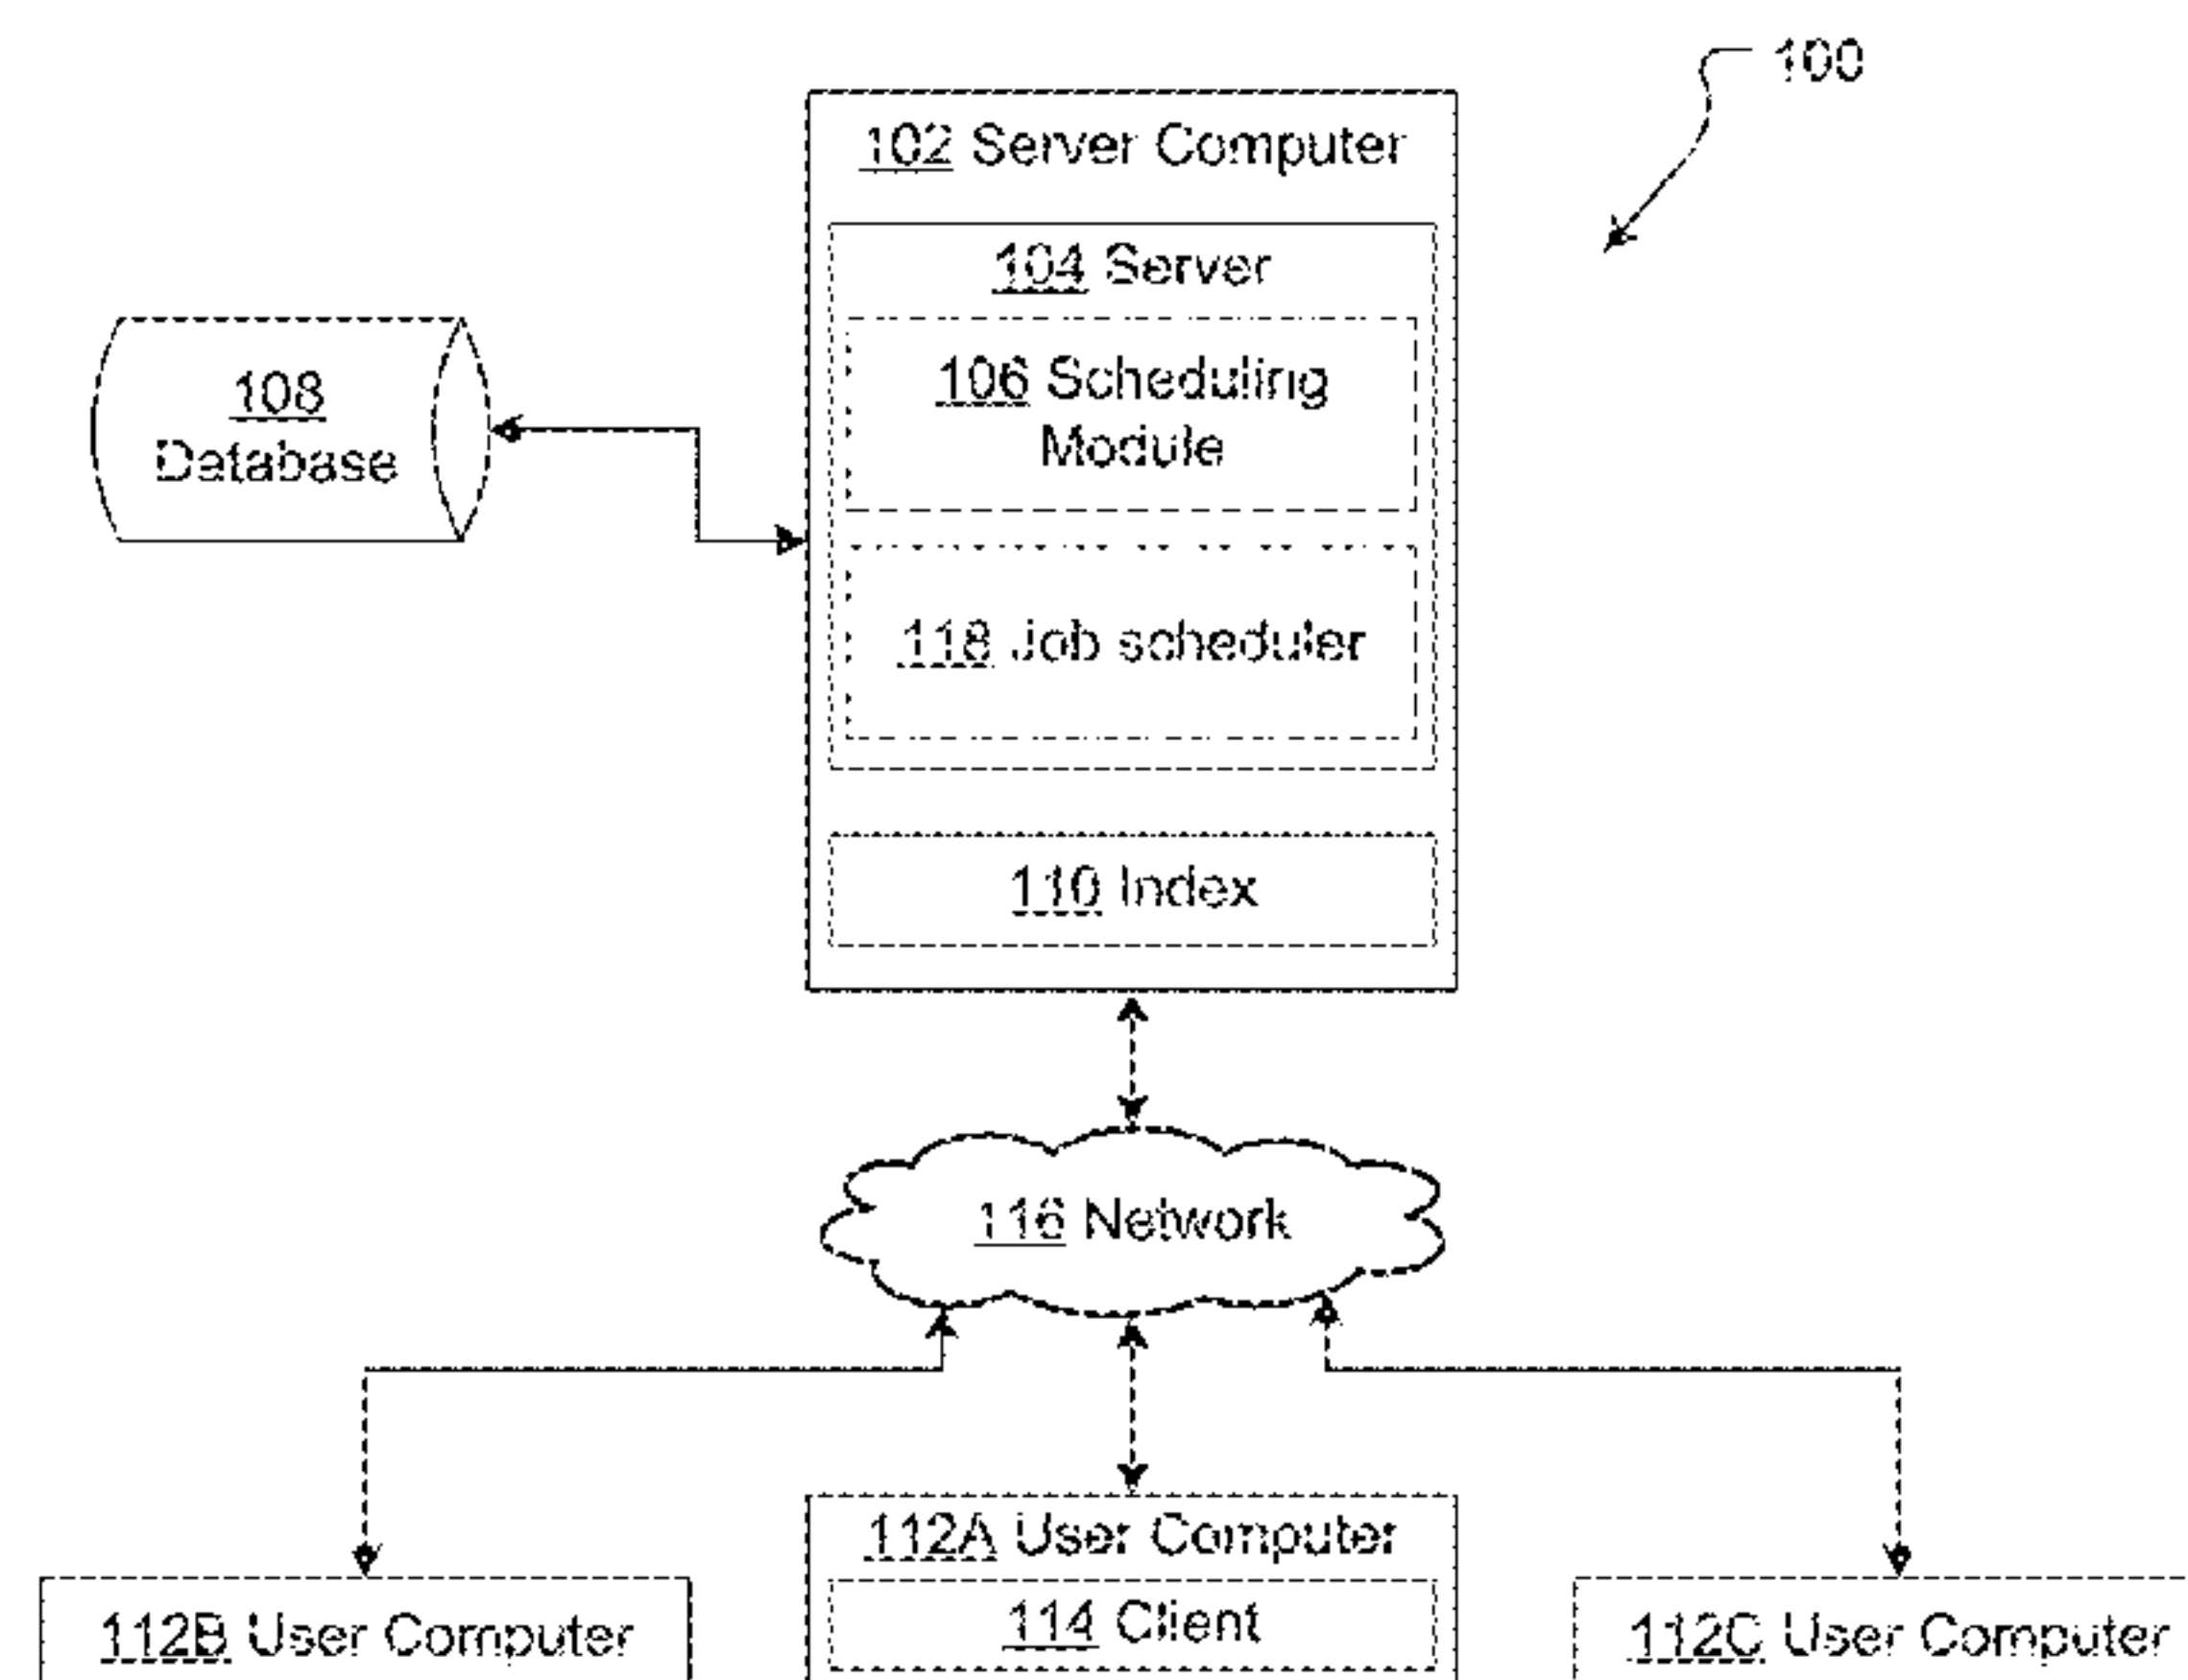 100
102 Server Computer
104 Server
106 Scheduling
Module
108
Database
118 Job scheduler
110 Index
116 Network
112A User Computer
114 Client
112B User Computer
112C User Computer